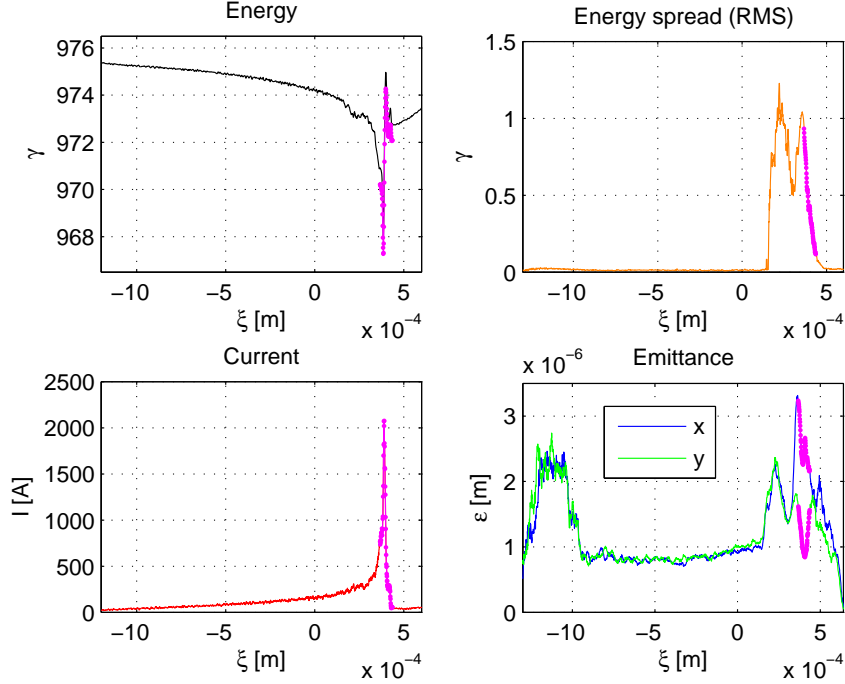 Energy
976
974
972
970
968
γ
−10
−5
0
5
ξ [m]
x 10⁻⁴
Energy spread (RMS)
1.5
1
0.5
0
γ
−10
−5
0
5
ξ [m]
x 10⁻⁴
Current
2500
2000
1500
1000
500
0
I [A]
−10
−5
0
5
ξ [m]
x 10⁻⁴
x 10⁻⁶
Emittance
3
2
1
0
ε [m]
x
y
−10
−5
0
5
ξ [m]
x 10⁻⁴